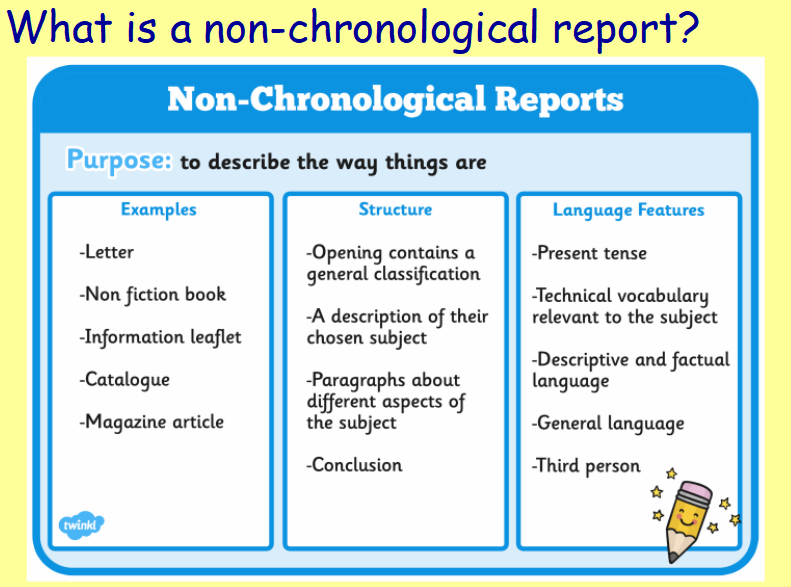 What is a non-chronological report?
Non-Chronological Reports
Purpose: to describe the way things are
Examples
-Letter
-Non fiction book
-Information leaflet
-Catalogue
-Magazine article
twinkl
Structure
-Opening contains a
general classification
-A description of their
chosen subject
-Paragraphs about
different aspects of
the subject
-Conclusion
Language Features
-Present tense
-Technical vocabulary
relevant to the subject
-Descriptive and factual
language
-General language
-Third person